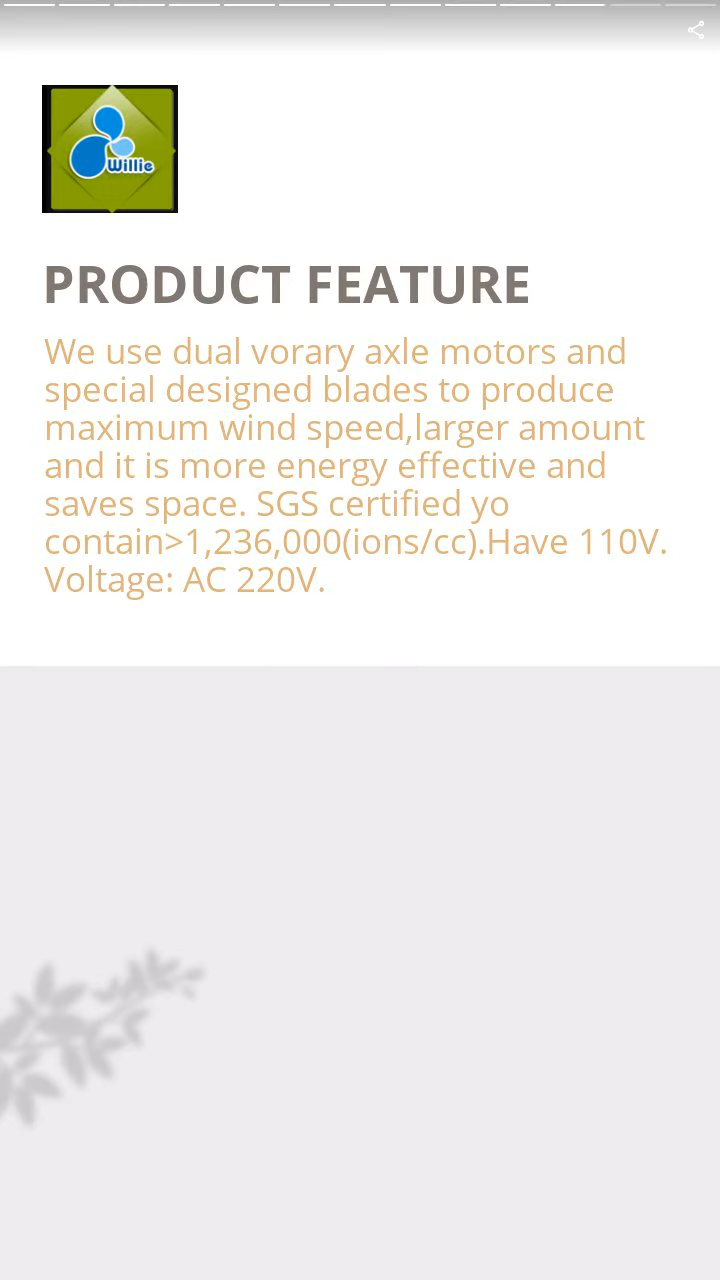 Willie
PRODUCT FEATURE
We use dual vorary axle motors and
special designed blades to produce
maximum wind speed,larger amount
and it is more energy effective and
saves space. SGS certified yo
contain>1,236,000(ions/cc).Have 110V.
Voltage: AC 220V.